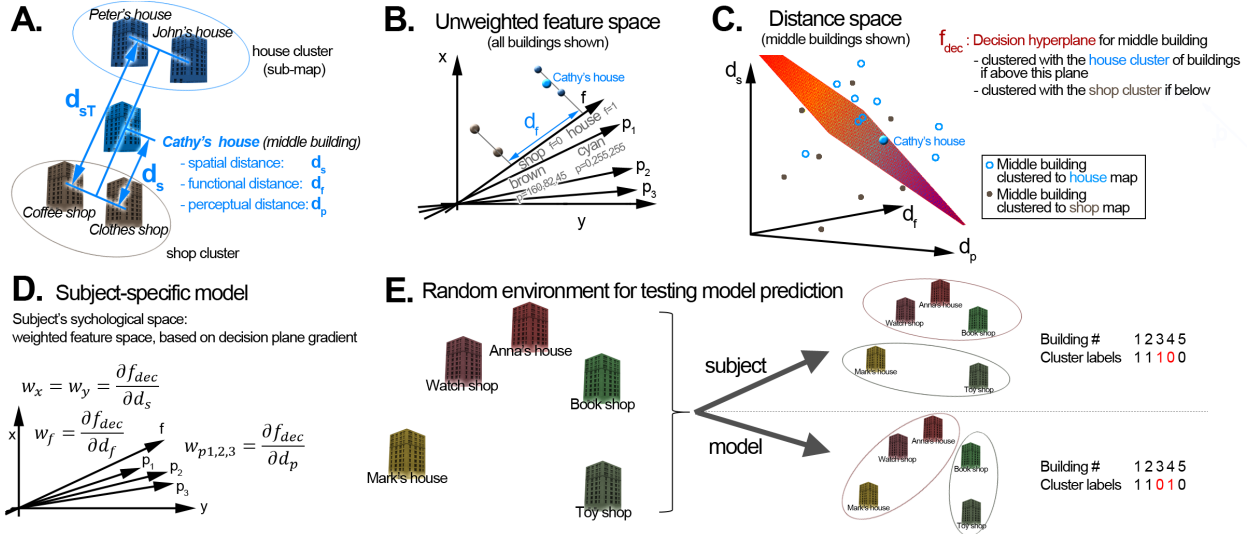 A.
Peter's house
John's house
house cluster
(sub-map)
d_sT
Cathy's house (middle building)
- spatial distance: d_s
- functional distance: d_f
- perceptual distance: d_p
d_s
Coffee shop
Clothes shop
shop cluster
B. Unweighted feature space
(all buildings shown)
x
Cathy's house
f
d_f
house f=1
shop f=0
p_1
cyan
p=0,255,255
brown
p=160,82,45
p_2
p_3
y
C. Distance space
(middle buildings shown)
d_s
f_dec : Decision hyperplane for middle building
- clustered with the house cluster of buildings
if above this plane
- clustered with the shop cluster if below
Cathy's house
Middle building
clustered to house map
Middle building
clustered to shop map
d_f
d_p
D. Subject-specific model
Subject's sychological space:
weighted feature space, based on decision plane gradient
w_x = w_y = ∂f_dec/∂d_s
w_f = ∂f_dec/∂d_f
w_p1,2,3 = ∂f_dec/∂d_p
x
f
p_1
p_2
p_3
y
E. Random environment for testing model prediction
Anna's house
Watch shop
Book shop
Mark's house
Toy shop
subject
model
Anna's house
Watch shop
Book shop
Mark's house
Toy shop
Building # 1 2 3 4 5
Cluster labels 1 1 1 0 0
Anna's house
Watch shop
Book shop
Mark's house
Toy shop
Building # 1 2 3 4 5
Cluster labels 1 1 0 1 0